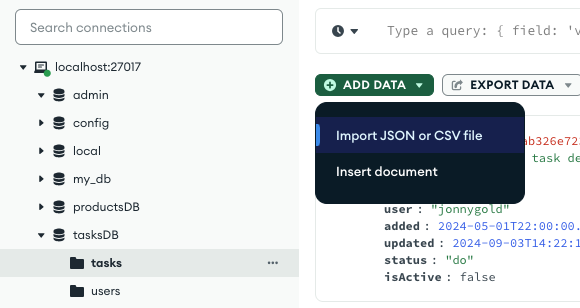 Search connections
localhost:27017
admin
config
local
my_db
productsDB
tasksDB
tasks
users
Type a query: { field: 'v
ADD DATA
EXPORT DATA
Import JSON or CSV file
Insert document
ab326e723
task de
user : "jonnygold"
added : 2024-05-01T22:00:00.
updated : 2024-09-03T14:22:1
status : "do"
isActive : false